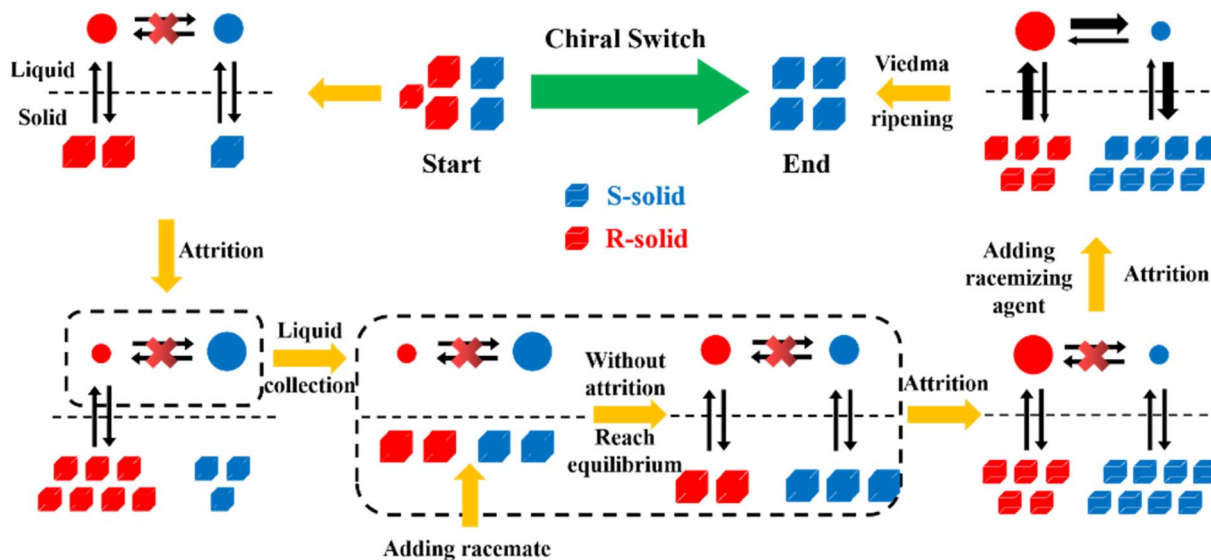 Chiral Switch
Liquid
Solid
Start
End
Viedma
ripening
S-solid
R-solid
Attrition
Adding
racemizing
agent
Attrition
Liquid
collection
Without
attrition
Reach
equilibrium
Attrition
Adding racemate